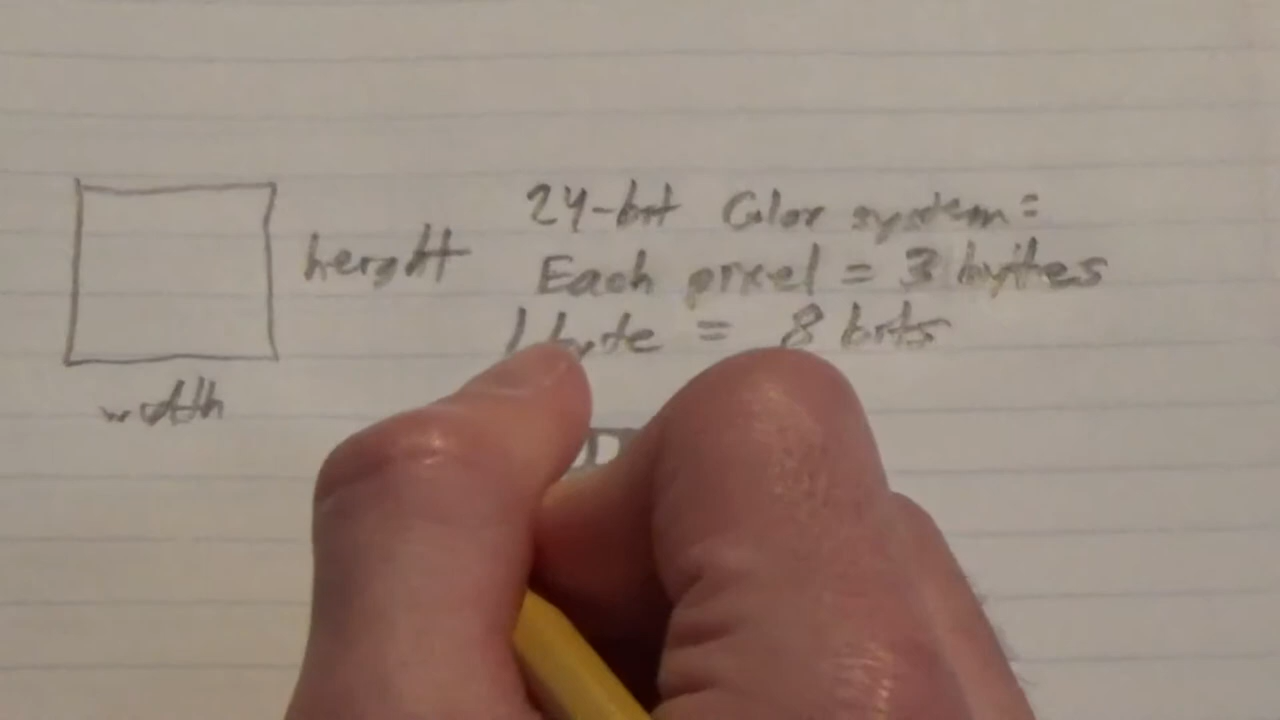 24-bit Color system:
height
Each pixel = 3 bytes
1 byte = 8 bits
width
D